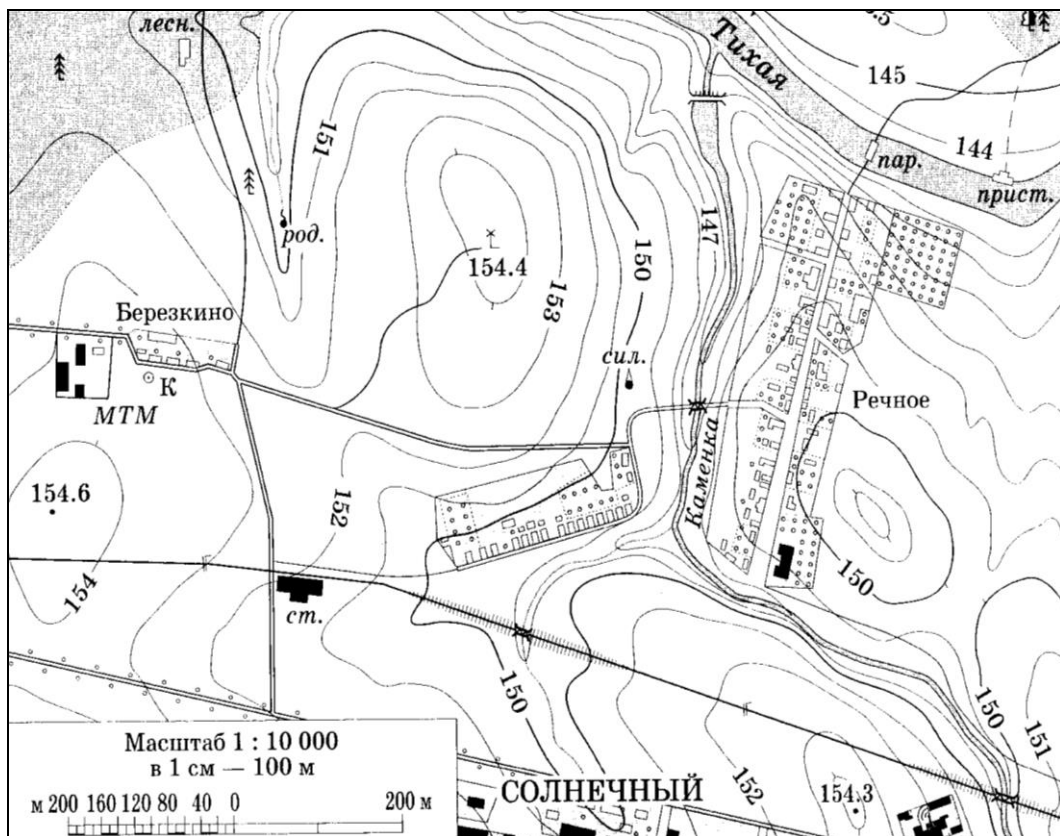 лесн.
Тихая
145
144
пар.
прист.
151
род.
154.4
147
150
153
Березкино
сил.
К
МТМ
Речное
Каменка
154.6
152
154
150
ст.
150
150
151
152
154.3
Масштаб 1 : 10 000
в 1 см — 100 м
м 200 160 120 80 40 0 200 м
СОЛНЕЧНЫЙ